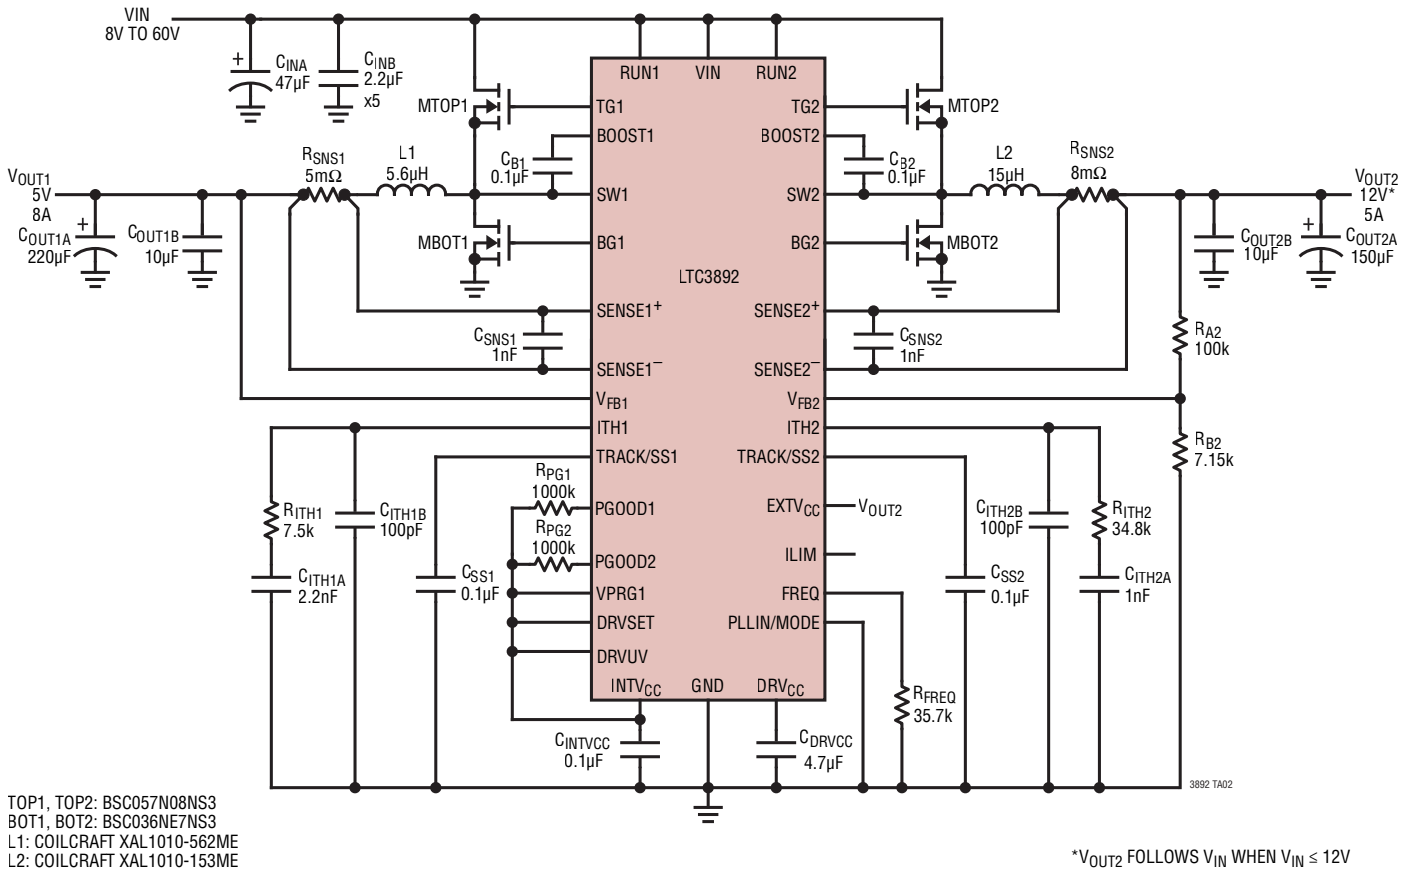 VIN
8V TO 60V
CINA
47µF
CINB
2.2µF
x5
+
MTOP1
RUN1
VIN
RUN2
MTOP2
TG1
TG2
BOOST1
BOOST2
CB1
0.1µF
CB2
0.1µF
VOUT1
5V
8A
RSNS1
5mΩ
L1
5.6µH
SW1
SW2
L2
15µH
RSNS2
8mΩ
VOUT2
12V*
5A
COUT1A
220µF
+
COUT1B
10µF
MBOT1
BG1
BG2
MBOT2
COUT2B
10µF
+
COUT2A
150µF
LTC3892
SENSE1+
SENSE2+
CSNS1
1nF
CSNS2
1nF
RA2
100k
SENSE1–
SENSE2–
VFB1
VFB2
ITH1
ITH2
RB2
7.15k
TRACK/SS1
TRACK/SS2
RPG1
1000k
PGOOD1
EXTVCC
VOUT2
RITH1
7.5k
CITH1B
100pF
CITH2B
100pF
RITH2
34.8k
RPG2
1000k
PGOOD2
ILIM
CITH1A
2.2nF
CSS1
0.1µF
CSS2
0.1µF
CITH2A
1nF
VPRG1
FREQ
DRVSET
PLLIN/MODE
DRVUV
INTVCC
GND
DRVCC
RFREQ
35.7k
CINTVCC
0.1µF
CDRVCC
4.7µF
3892 TA02
TOP1, TOP2: BSC057N08NS3
BOT1, BOT2: BSC036NE7NS3
L1: COILCRAFT XAL1010-562ME
L2: COILCRAFT XAL1010-153ME
*VOUT2 FOLLOWS VIN WHEN VIN ≤ 12V